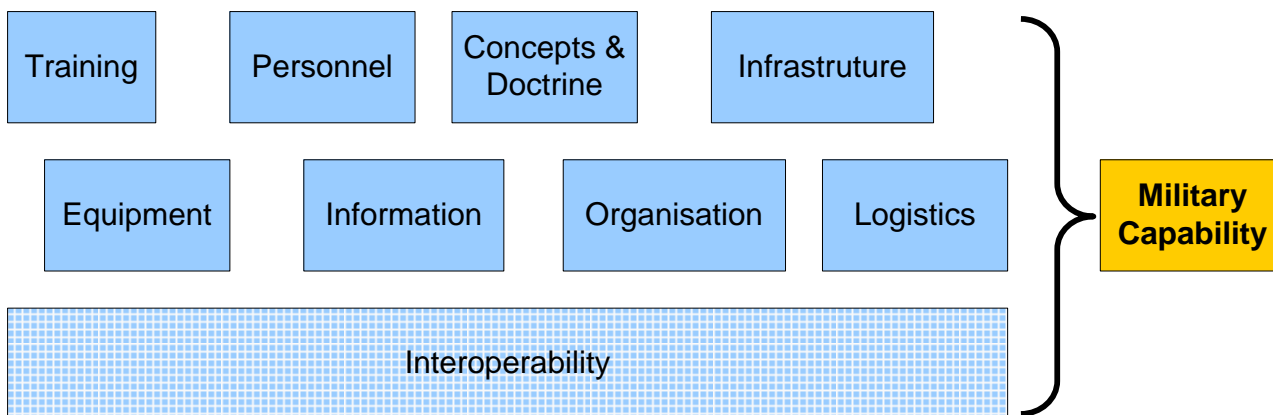 Training
Personnel
Concepts &
Doctrine
Infrastruture
Equipment
Information
Organisation
Logistics
Military
Capability
Interoperability